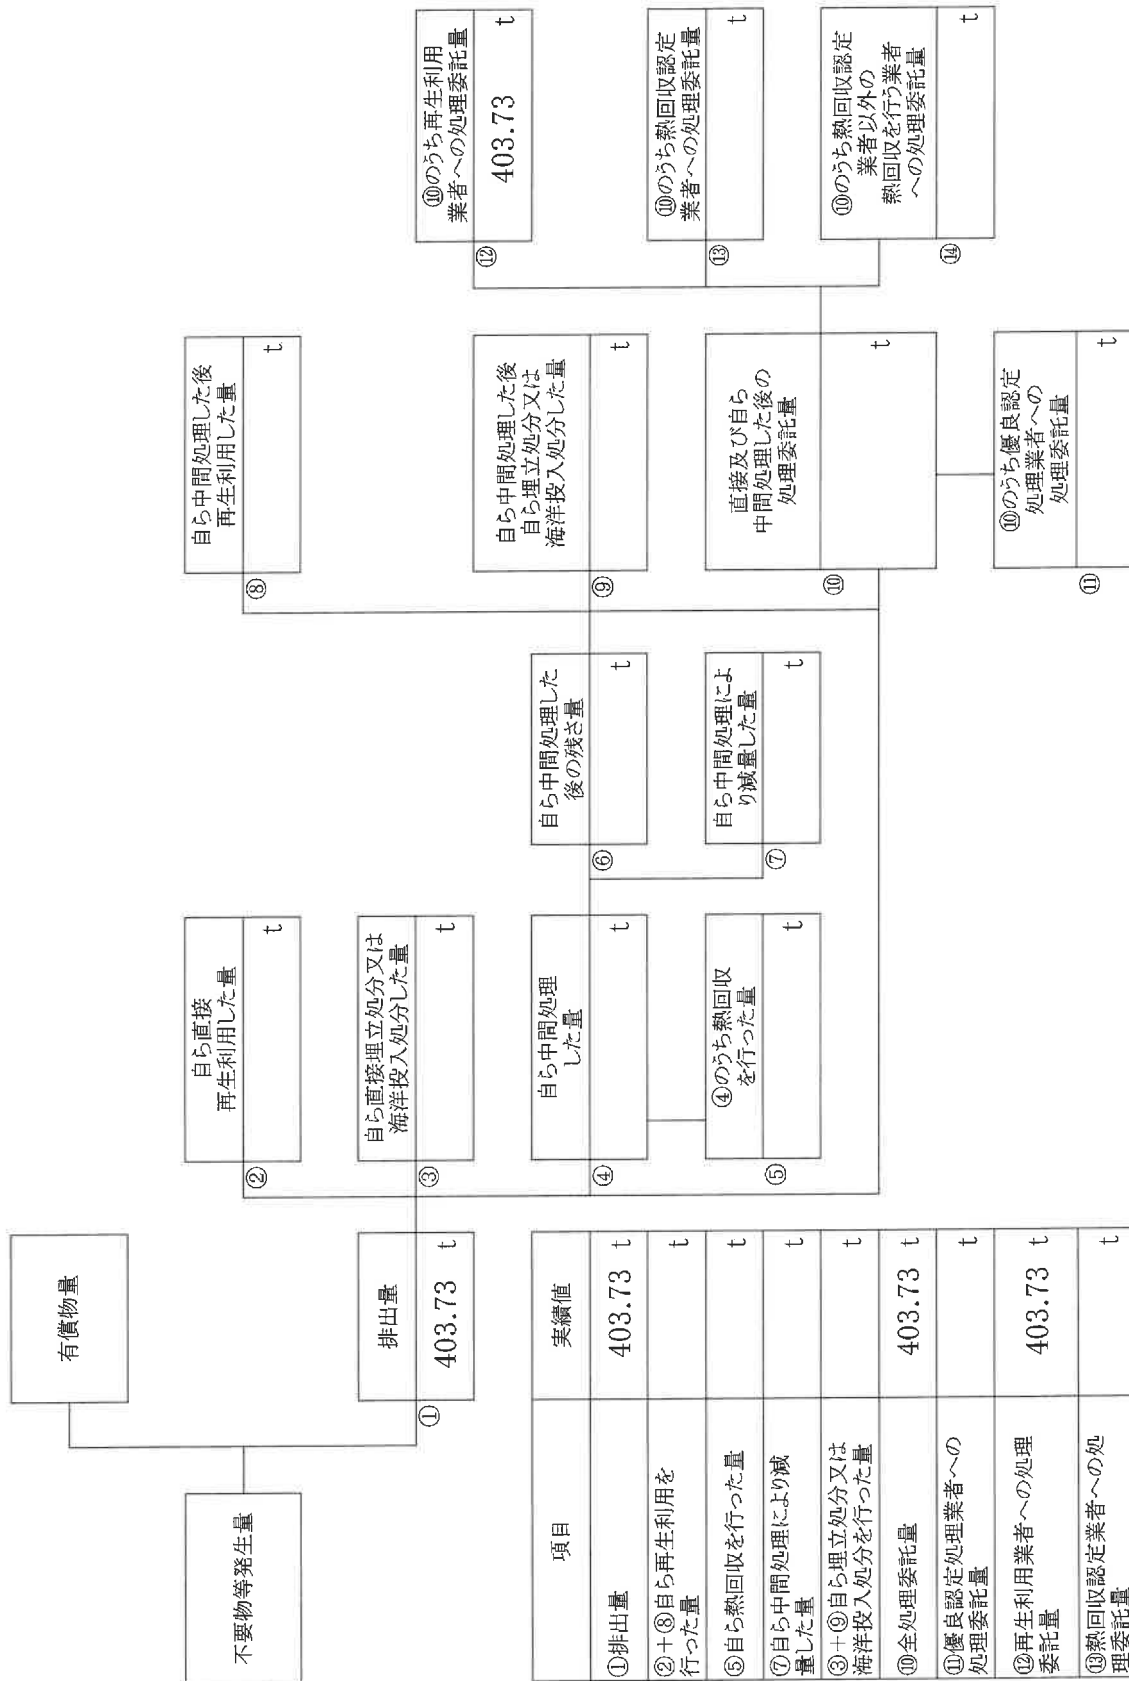 有償物量
不要物等発生量
排出量
①
403.73 t
自ら直接
再生利用した量
②
t
自ら直接埋立処分又は
海洋投入処分した量
③
t
自ら中間処理
した量
④
t
④のうち熱回収
を行った量
⑤
t
自ら中間処理した
後の残さ量
⑥
t
自ら中間処理によ
り減量した量
⑦
t
自ら中間処理した後
再生利用した量
⑧
t
自ら中間処理した後
自ら埋立処分又は
海洋投入処分した量
⑨
t
直接及び自ら
中間処理した後の
処理委託量
⑩
t
⑩のうち優良認定
処理業者への
処理委託量
⑪
t
⑩のうち再生利用
業者への処理委託量
⑫
403.73 t
⑩のうち熱回収認定
業者への処理委託量
⑬
t
⑩のうち熱回収認定
業者以外の
熱回収を行う業者
への処理委託量
⑭
t
項目 実績値
①排出量 403.73 t
②+⑧自ら再生利用を
行った量 t
⑤自ら熱回収を行った量 t
⑦自ら中間処理により減
量した量 t
③+⑨自ら埋立処分又は
海洋投入処分を行った量 t
⑩全処理委託量 403.73 t
⑪優良認定処理業者への
処理委託量 t
⑫再生利用業者への処理
委託量 403.73 t
⑬熱回収認定業者への処
理委託量 t